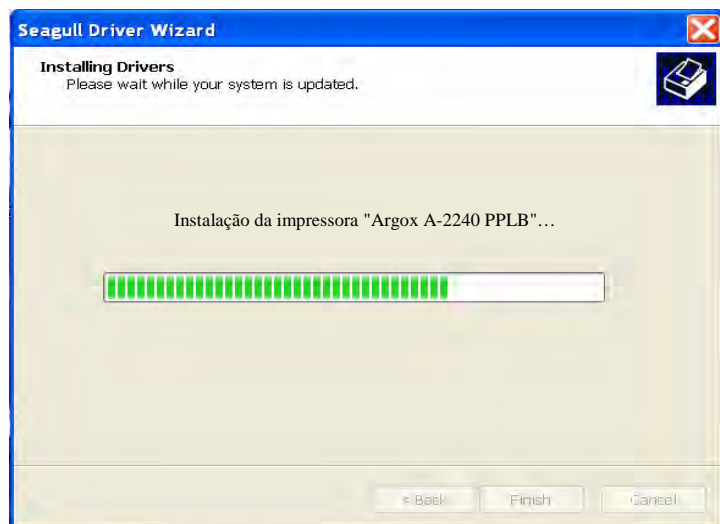 Seagull Driver Wizard
Installing Drivers
Please wait while your system is updated.
Instalação da impressora "Argox A-2240 PPLB"…
< Back Finish Cancel